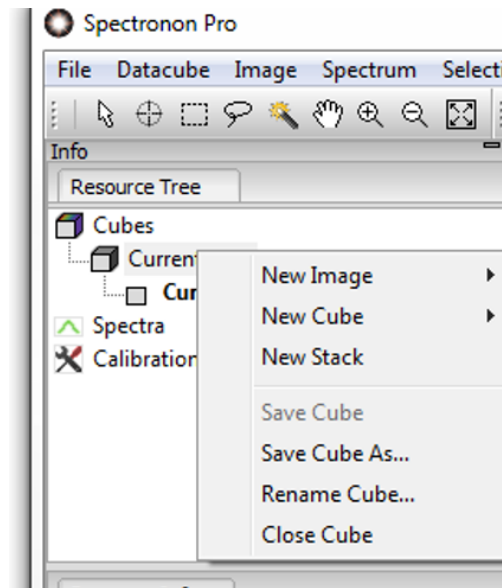 Spectronon Pro
File Datacube Image Spectrum
Info
Resource Tree
Cubes
New Image
New Cube
Spectra
New Stack
Save Cube
Save Cube As...
Rename Cube...
Close Cube